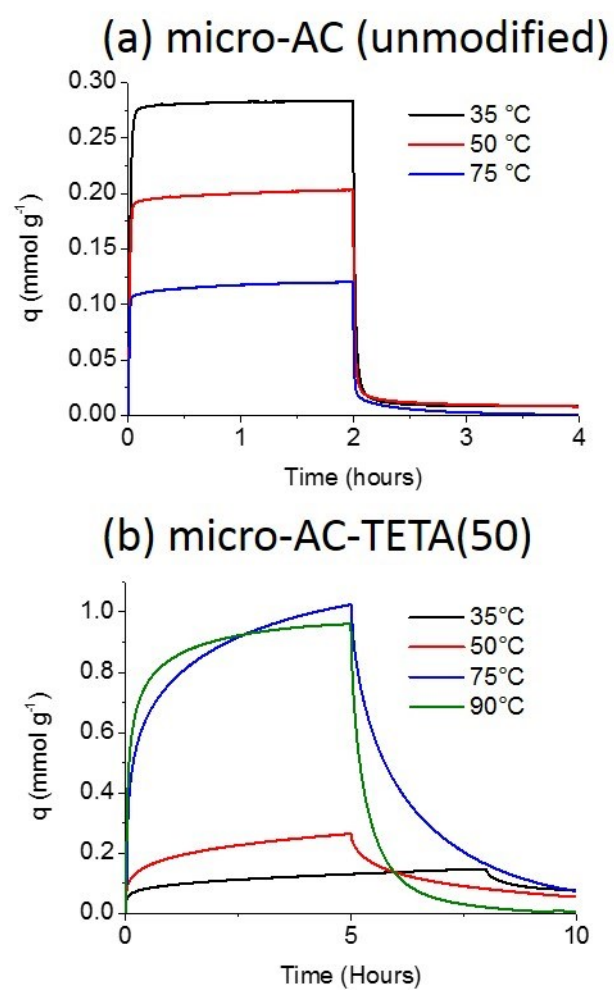 (a) micro-AC (unmodified)
0.30
0.25
0.20
0.15
0.10
0.05
0.00
q (mmol g⁻¹)
35 °C
50 °C
75 °C
0
1
2
3
4
Time (hours)
(b) micro-AC-TETA(50)
1.0
0.8
0.6
0.4
0.2
0.0
q (mmol g⁻¹)
35°C
50°C
75°C
90°C
0
5
10
Time (Hours)